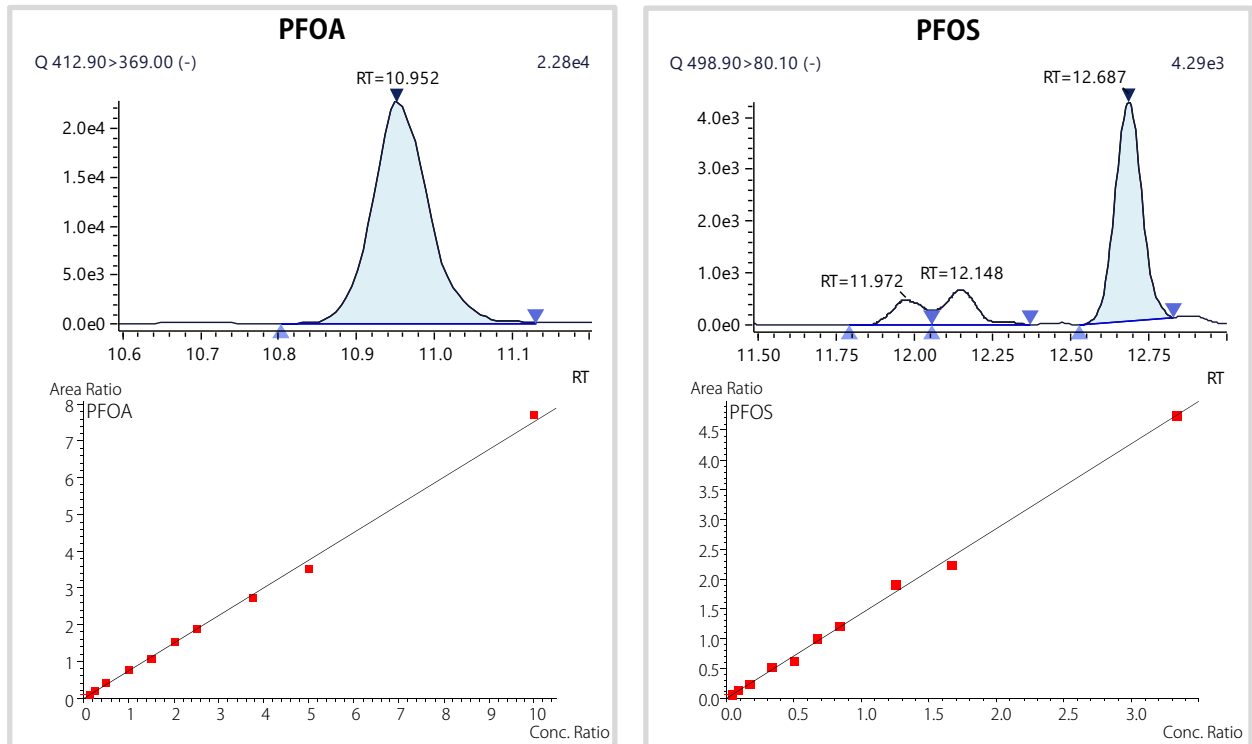 PFOA
Q 412.90>369.00 (-) 2.28e4
RT=10.952
2.0e4
1.5e4
1.0e4
5.0e3
0.0e0
10.6 10.7 10.8 10.9 11.0 11.1
RT
Area Ratio
PFOA
8
7
6
5
4
3
2
1
0
0 1 2 3 4 5 6 7 8 9 10
Conc. Ratio
PFOS
Q 498.90>80.10 (-) 4.29e3
RT=12.687
4.0e3
3.0e3
2.0e3
1.0e3
0.0e0
RT=11.972 RT=12.148
11.50 11.75 12.00 12.25 12.50 12.75
RT
Area Ratio
PFOS
4.5
4.0
3.5
3.0
2.5
2.0
1.5
1.0
0.5
0.0
0.0 0.5 1.0 1.5 2.0 2.5 3.0
Conc. Ratio